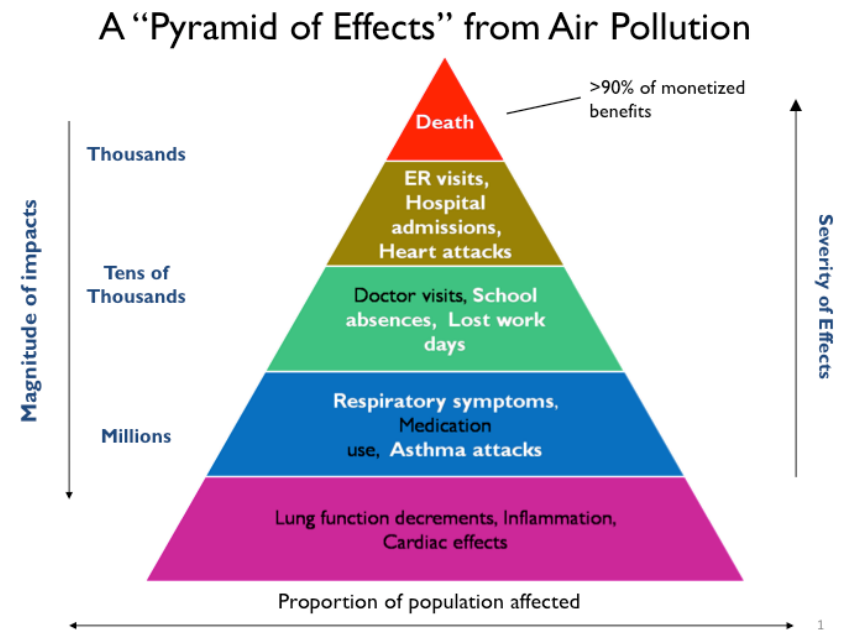 A “Pyramid of Effects” from Air Pollution
>90% of monetized
benefits
Death
Thousands
ER visits,
Hospital
admissions,
Heart attacks
Magnitude of impacts
Severity of Effects
Tens of
Thousands
Doctor visits, School
absences, Lost work
days
Respiratory symptoms,
Medication
use, Asthma attacks
Millions
Lung function decrements, Inflammation,
Cardiac effects
Proportion of population affected
1